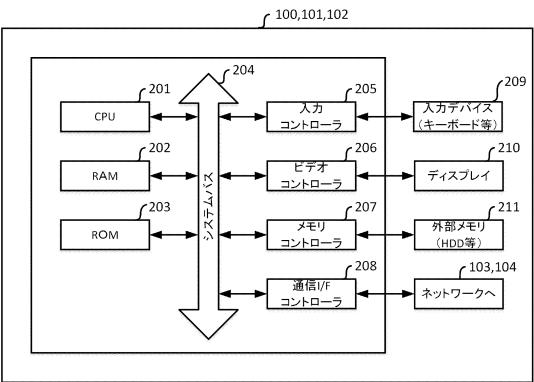 100,101,102
204
201
CPU
202
RAM
203
ROM
システムバス
205
入力
コントローラ
206
ビデオ
コントローラ
207
メモリ
コントローラ
208
通信I/F
コントローラ
209
入力デバイス
(キーボード等)
210
ディスプレイ
211
外部メモリ
(HDD等)
103,104
ネットワークへ